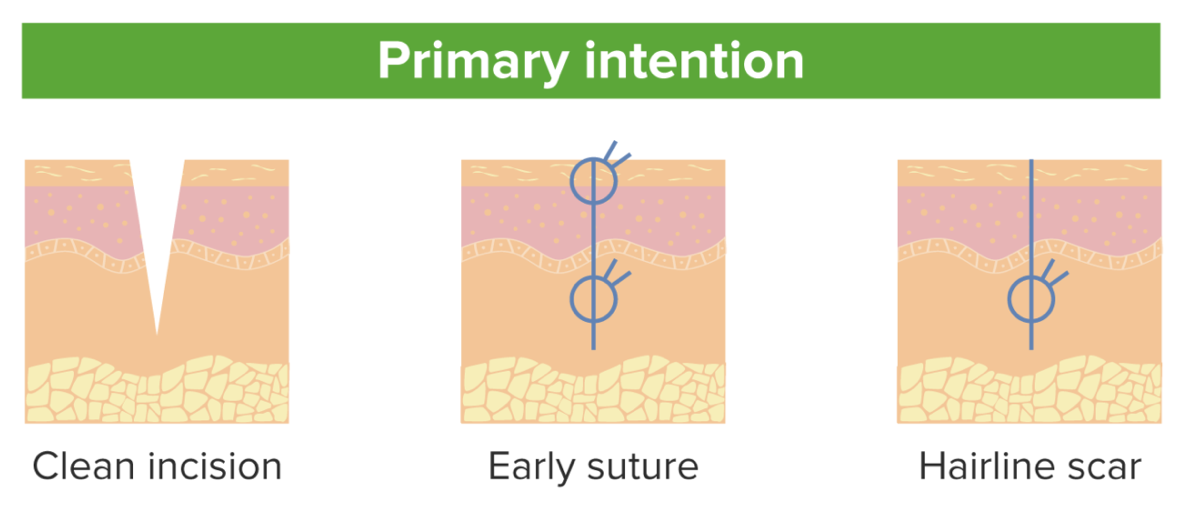 Primary intention
Clean incision
Early suture
Hairline scar